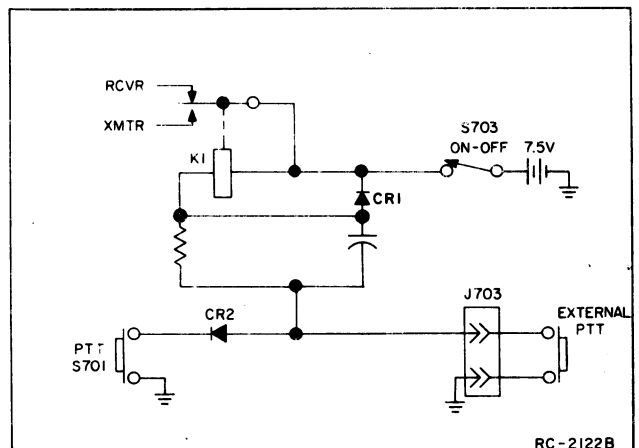 RCVR
XMTR
K1
S703
ON-OFF 7.5V
CR1
J703
CR2
EXTERNAL
PTT
PTT
S701
RC-2122B